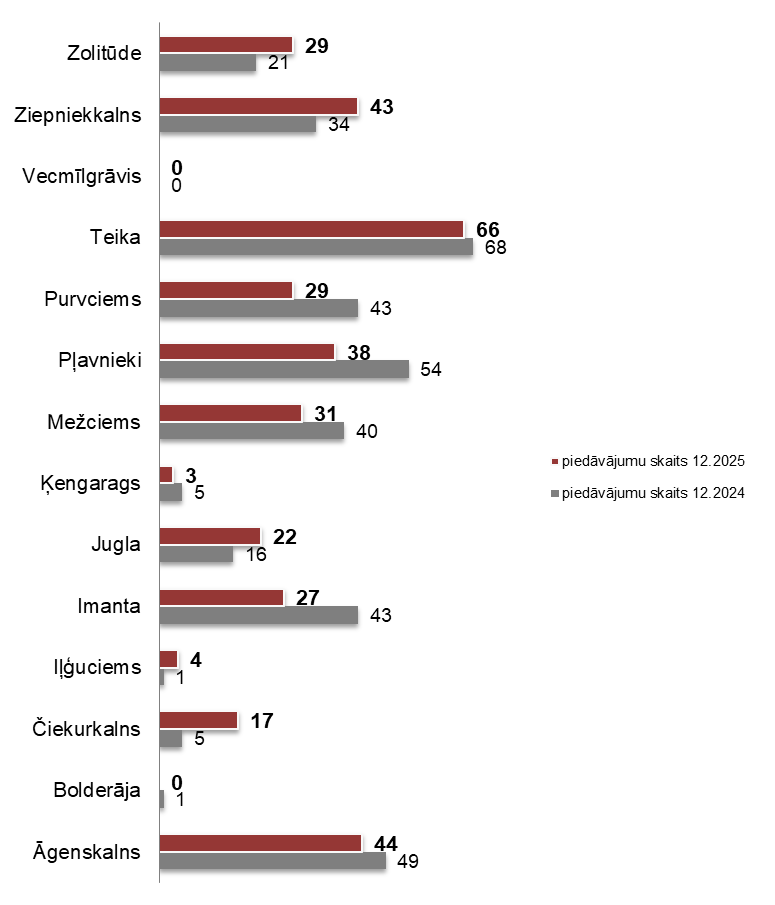 Zolitūde 29
21
Ziepniekkalns 43
34
Vecmīlgrāvis 0
0
Teika 66
68
Purvciems 29
43
Pļavnieki 38
54
Mežciems 31
40
Ķengarags 3
5
piedāvājumu skaits 12.2025
piedāvājumu skaits 12.2024
Jugla 22
16
Imanta 27
43
Iļģuciems 4
1
Čiekurkalns 17
5
Bolderāja 0
1
Āgenskalns 44
49